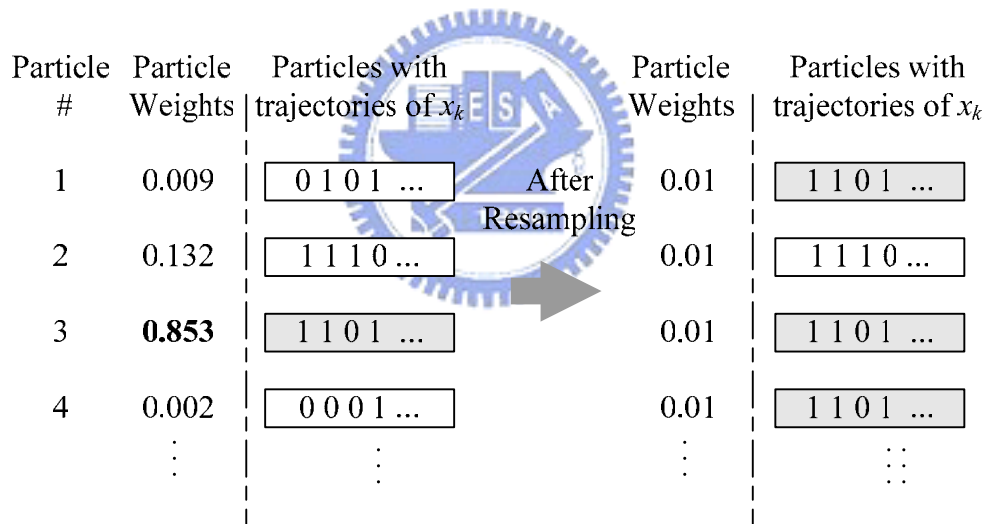 Particle Particle Particles with Particle Particles with
# Weights trajectories of xk Weights trajectories of xk
ESA
1 0.009 0 1 0 1 ... After 0.01 1 1 0 1 ...
Resampling
2 0.132 1 1 1 0 ... 0.01 1 1 1 0 ...
3 0.853 1 1 0 1 ... 0.01 1 1 0 1 ...
4 0.002 0 0 0 1 ... 0.01 1 1 0 1 ...